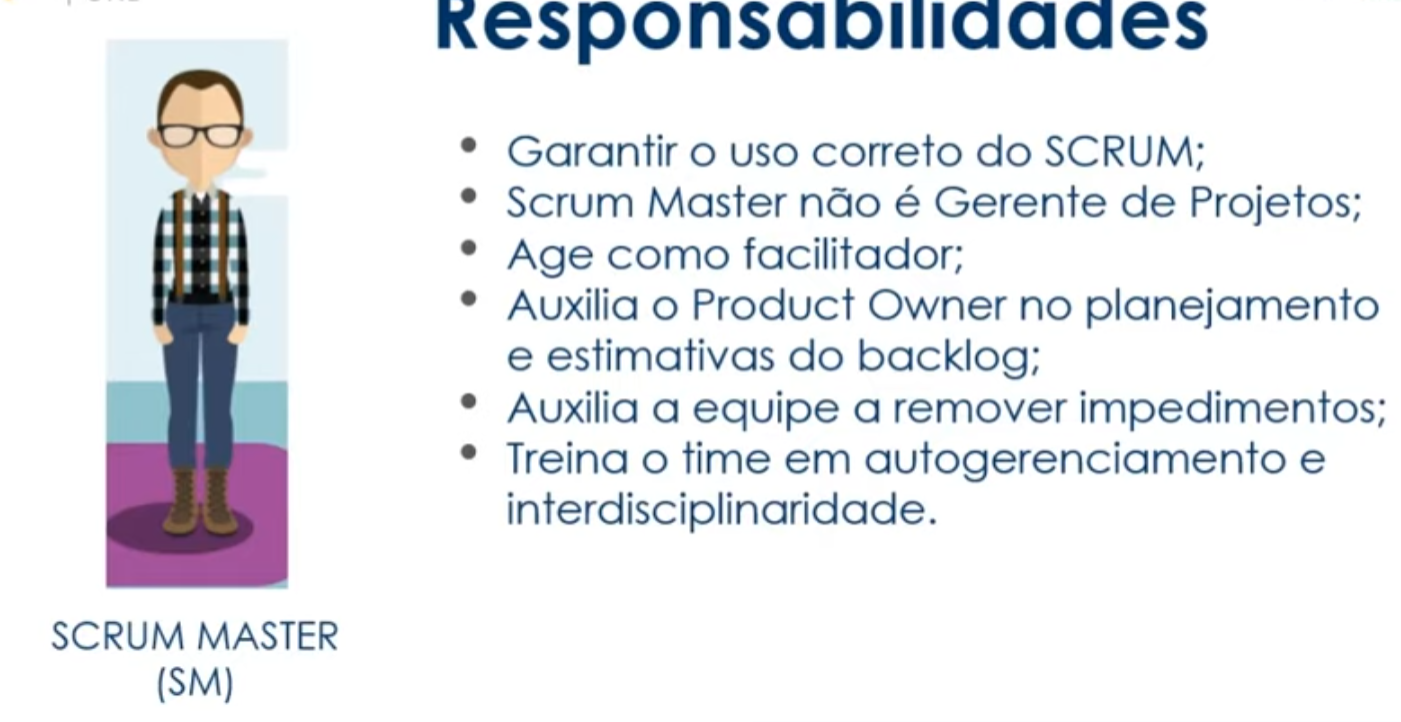 Responsabilidades
• Garantir o uso correto do SCRUM;
• Scrum Master não é Gerente de Projetos;
• Age como facilitador;
• Auxilia o Product Owner no planejamento
e estimativas do backlog;
• Auxilia a equipe a remover impedimentos;
• Treina o time em autogerenciamento e
interdisciplinaridade.
SCRUM MASTER
(SM)